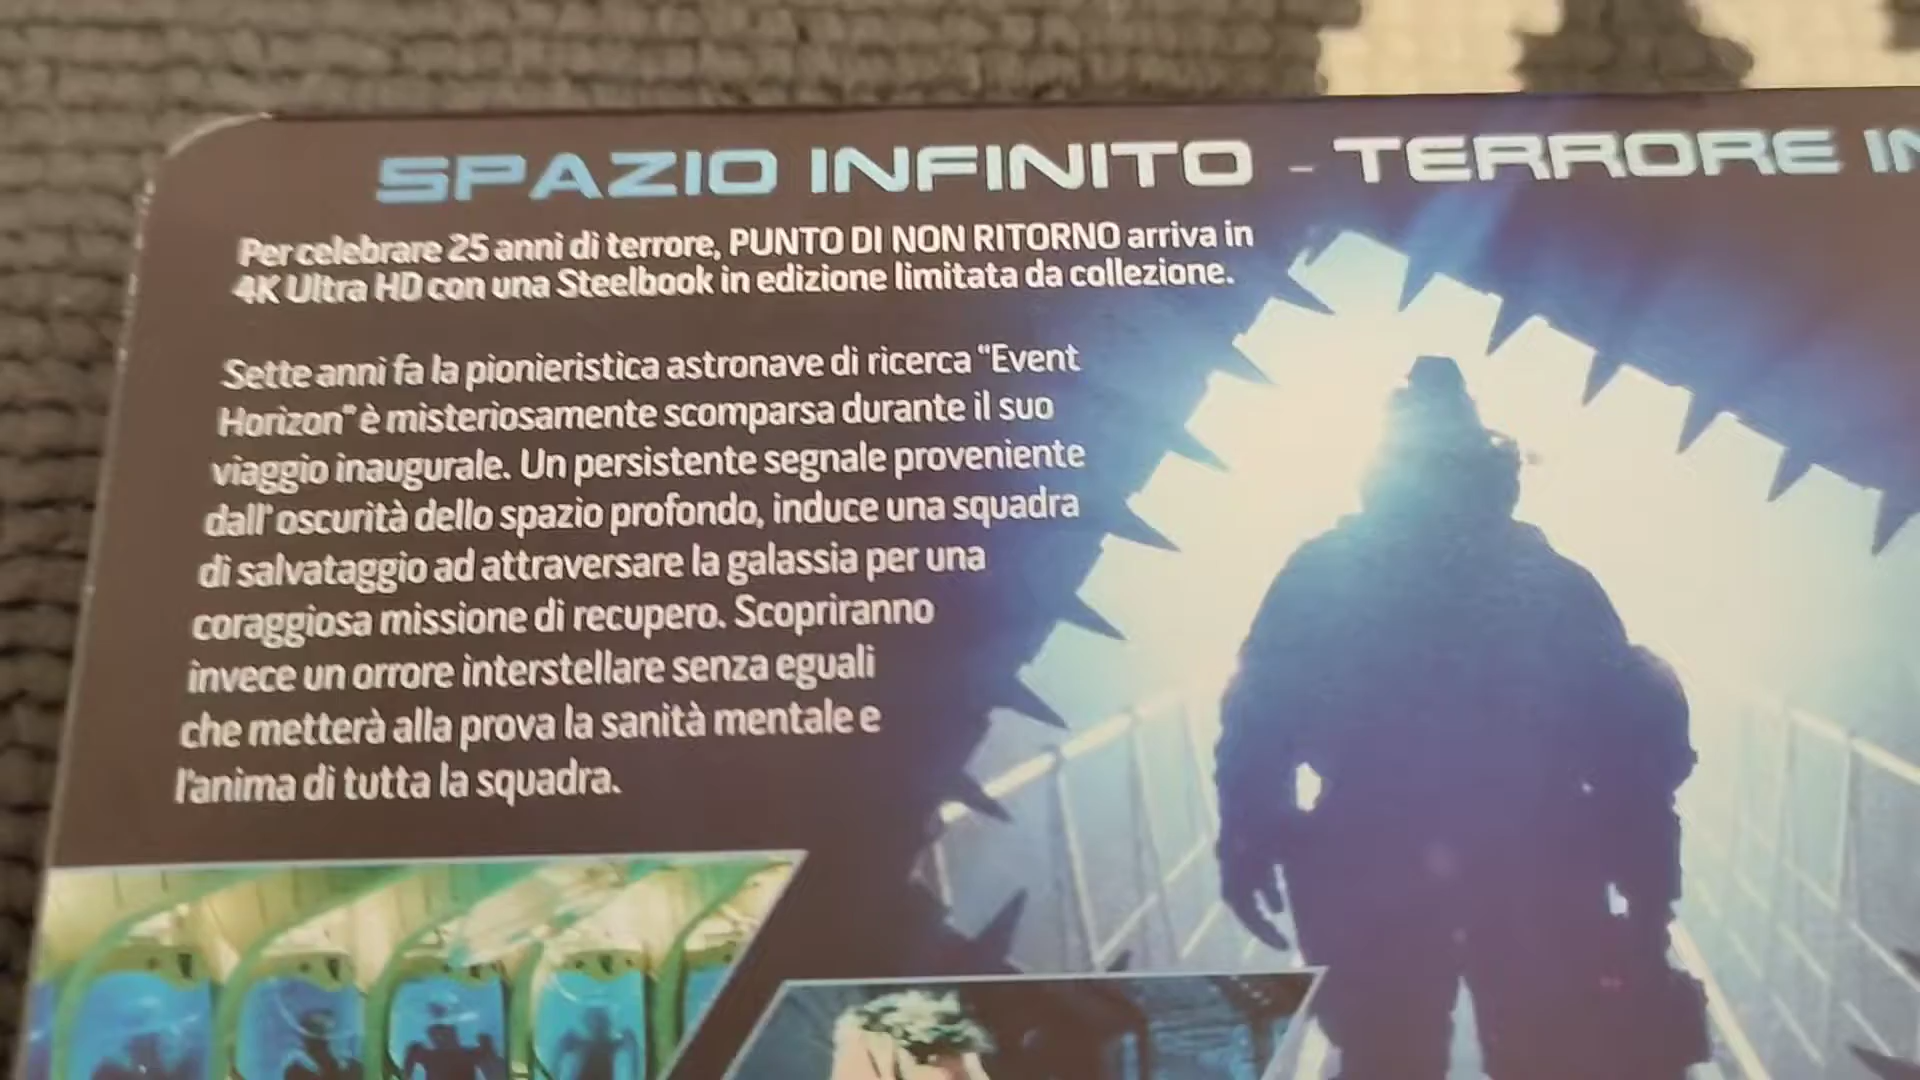 SPAZIO INFINITO - TERRORE IN
Per celebrare 25 anni di terrore, PUNTO DI NON RITORNO arriva in
4K Ultra HD con una Steelbook in edizione limitata da collezione.
Sette anni fa la pionieristica astronave di ricerca "Event
Horizon" è misteriosamente scomparsa durante il suo
viaggio inaugurale. Un persistente segnale proveniente
dall' oscurità dello spazio profondo, induce una squadra
di salvataggio ad attraversare la galassia per una
coraggiosa missione di recupero. Scopriranno
invece un orrore interstellare senza eguali
che metterà alla prova la sanità mentale e
l'anima di tutta la squadra.